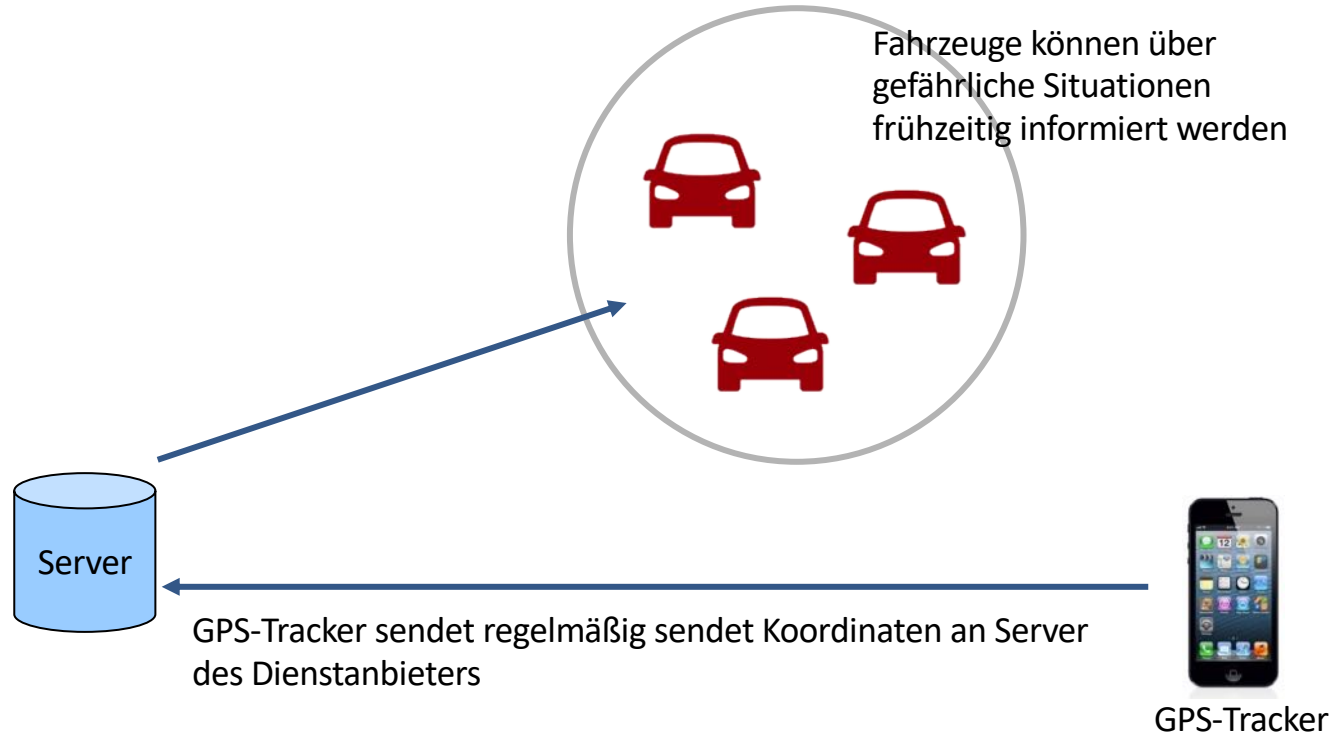 Fahrzeuge können über
gefährliche Situationen
frühzeitig informiert werden
Server
GPS-Tracker sendet regelmäßig sendet Koordinaten an Server
des Dienstanbieters
GPS-Tracker